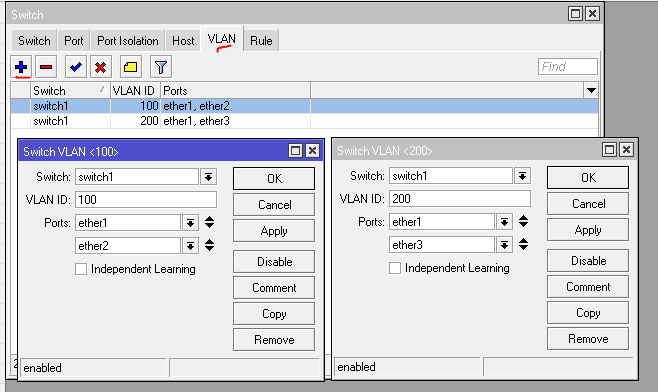 Switch
Switch Port Port Isolation Host VLAN Rule
Find
Switch VLAN ID Ports
switch1 100 ether1, ether2
switch1 200 ether1, ether3
Switch VLAN <100>
Switch: switch1 OK
VLAN ID: 100 Cancel
Ports: ether1 Apply
ether2
Independent Learning Disable
Comment
Copy
Remove
enabled
Switch VLAN <200>
Switch: switch1 OK
VLAN ID: 200 Cancel
Ports: ether1 Apply
ether3
Independent Learning Disable
Comment
Copy
Remove
enabled